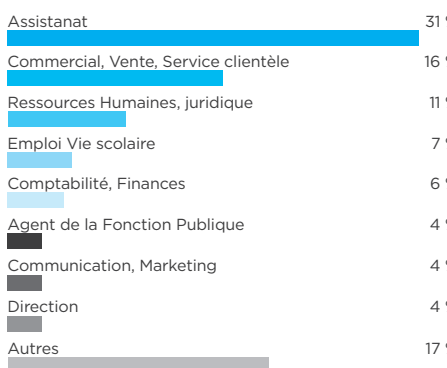 Assistanat 31 %
Commercial, Vente, Service clientèle 16 %
Ressources Humaines, juridique 11 %
Emploi Vie scolaire 7 %
Comptabilité, Finances 6 %
Agent de la Fonction Publique 4 %
Communication, Marketing 4 %
Direction 4 %
Autres 17 %